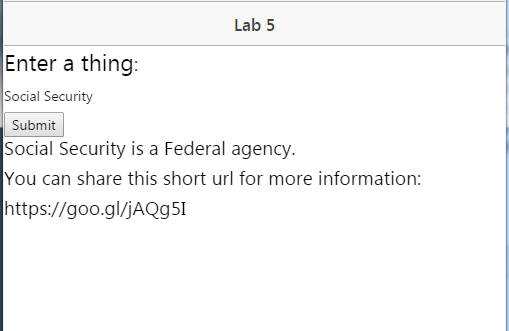 Lab 5
Enter a thing:
Social Security
Submit
Social Security is a Federal agency.
You can share this short url for more information:
https://goo.gl/jAQg5I